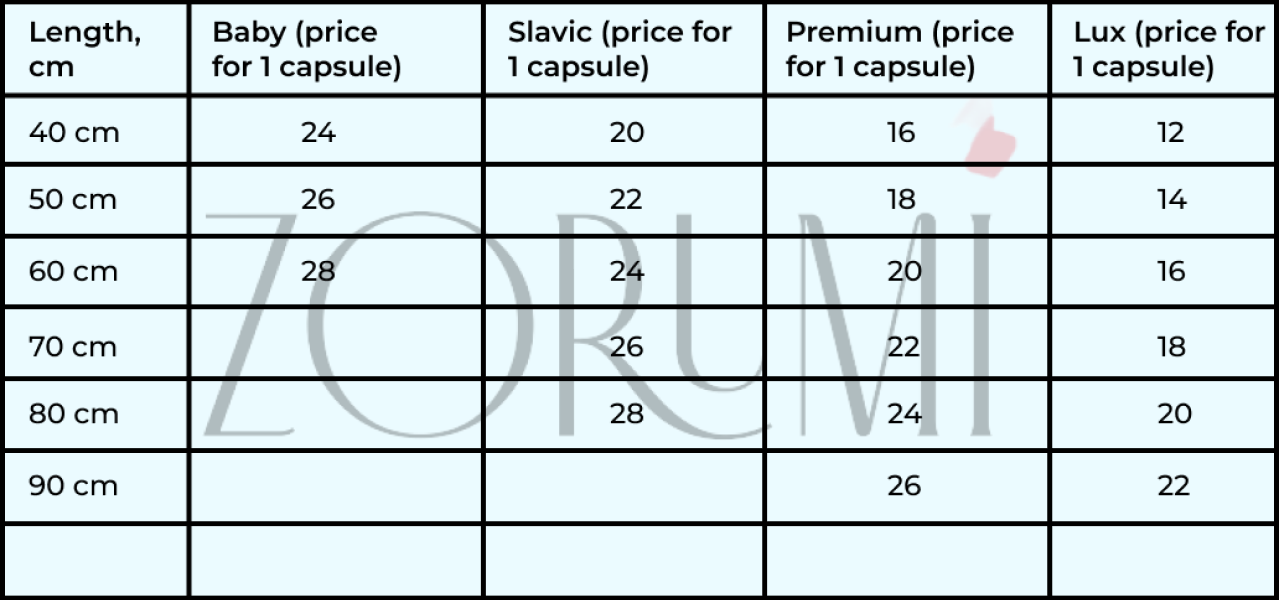 Length, cm Baby (price for 1 capsule) Slavic (price for 1 capsule) Premium (price for 1 capsule) Lux (price for 1 capsule)
40 cm 24 20 16 12
50 cm 26 22 18 14
60 cm 28 24 20 16
70 cm 26 22 18
80 cm 28 24 20
90 cm 26 22
ZORUMI